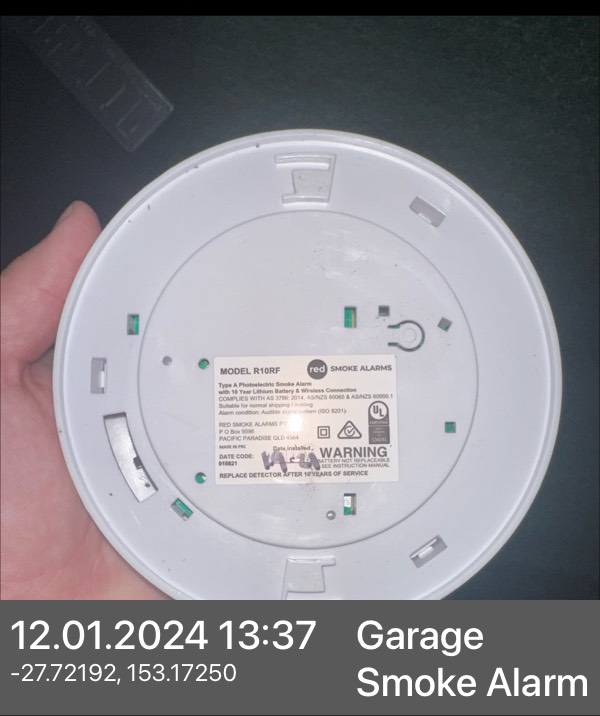 MODEL R10RF
red SMOKE ALARMS
Type A Photoelectric Smoke Alarm
with 10 Year Lithium Battery & Wireless Connection
COMPLIES WITH AS 3786: 2014, AS/NZS 60065 & AS/NZS 60950.1
Suitable for normal shipping / mailing
Alarm condition: Audible pattern (ISO 8201)
UL
RED SMOKE ALARMS P
P O Box 9596
PACIFIC PARADISE QLD 4564
MADE IN PRC
Date installed
WARNING
BATTERY NOT REPLACEABLE
SEE INSTRUCTION MANUAL
DATE CODE:
010821
REPLACE DETECTOR AFTER 10 YEARS OF SERVICE
12.01.2024 13:37
-27.72192, 153.17250
Garage
Smoke Alarm